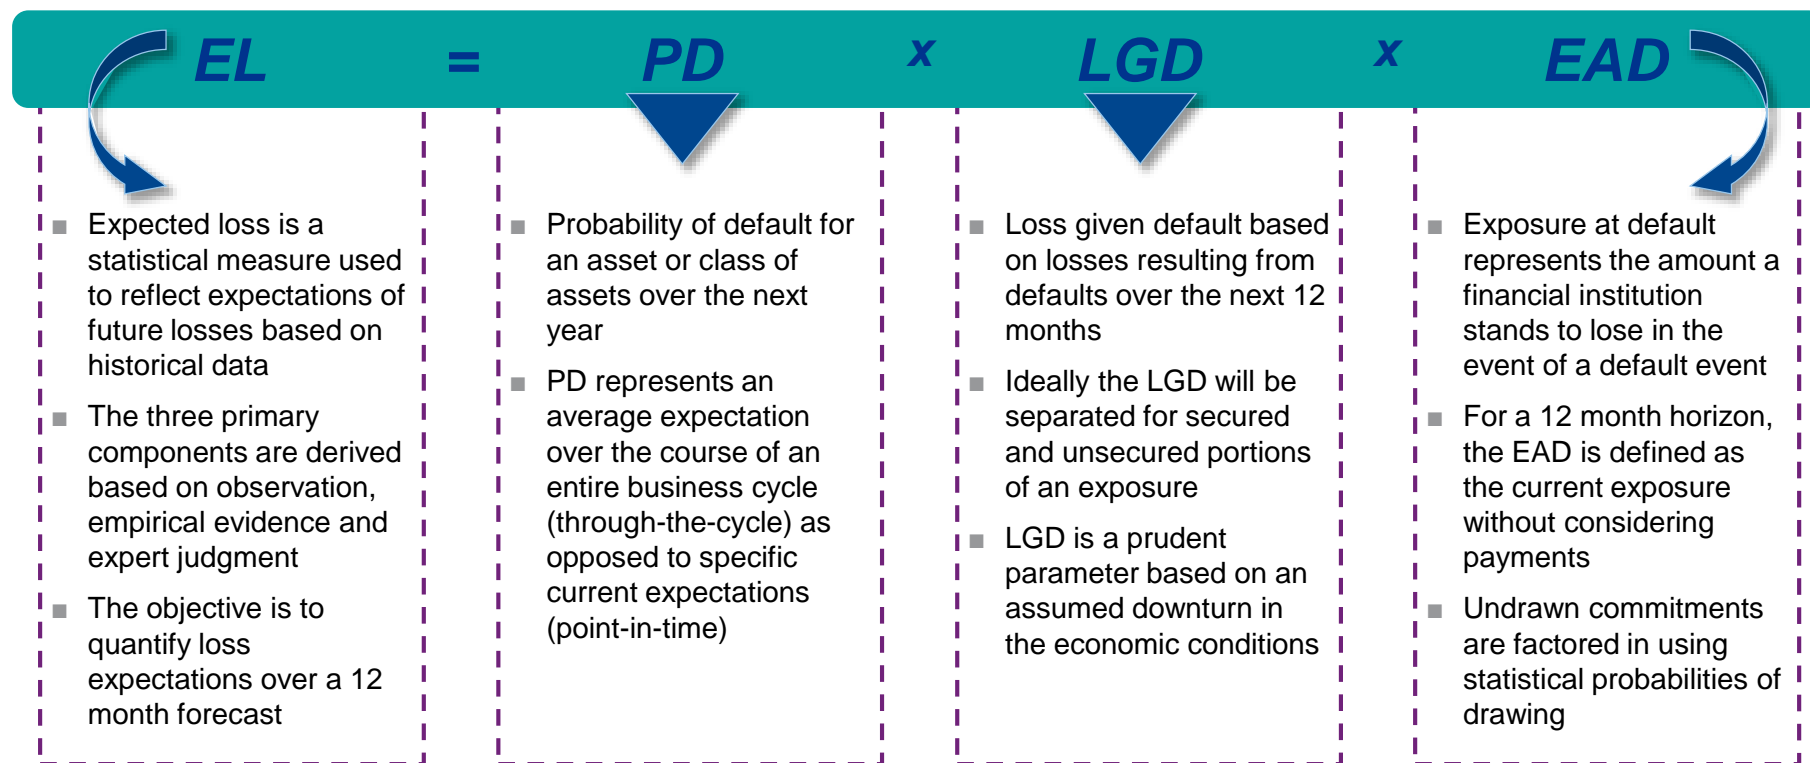 EL = PD x LGD x EAD
Expected loss is a
statistical measure used
to reflect expectations of
future losses based on
historical data
The three primary
components are derived
based on observation,
empirical evidence and
expert judgment
The objective is to
quantify loss
expectations over a 12
month forecast
Probability of default for
an asset or class of
assets over the next
year
PD represents an
average expectation
over the course of an
entire business cycle
(through-the-cycle) as
opposed to specific
current expectations
(point-in-time)
Loss given default based
on losses resulting from
defaults over the next 12
months
Ideally the LGD will be
separated for secured
and unsecured portions
of an exposure
LGD is a prudent
parameter based on an
assumed downturn in
the economic conditions
Exposure at default
represents the amount a
financial institution
stands to lose in the
event of a default event
For a 12 month horizon,
the EAD is defined as
the current exposure
without considering
payments
Undrawn commitments
are factored in using
statistical probabilities of
drawing